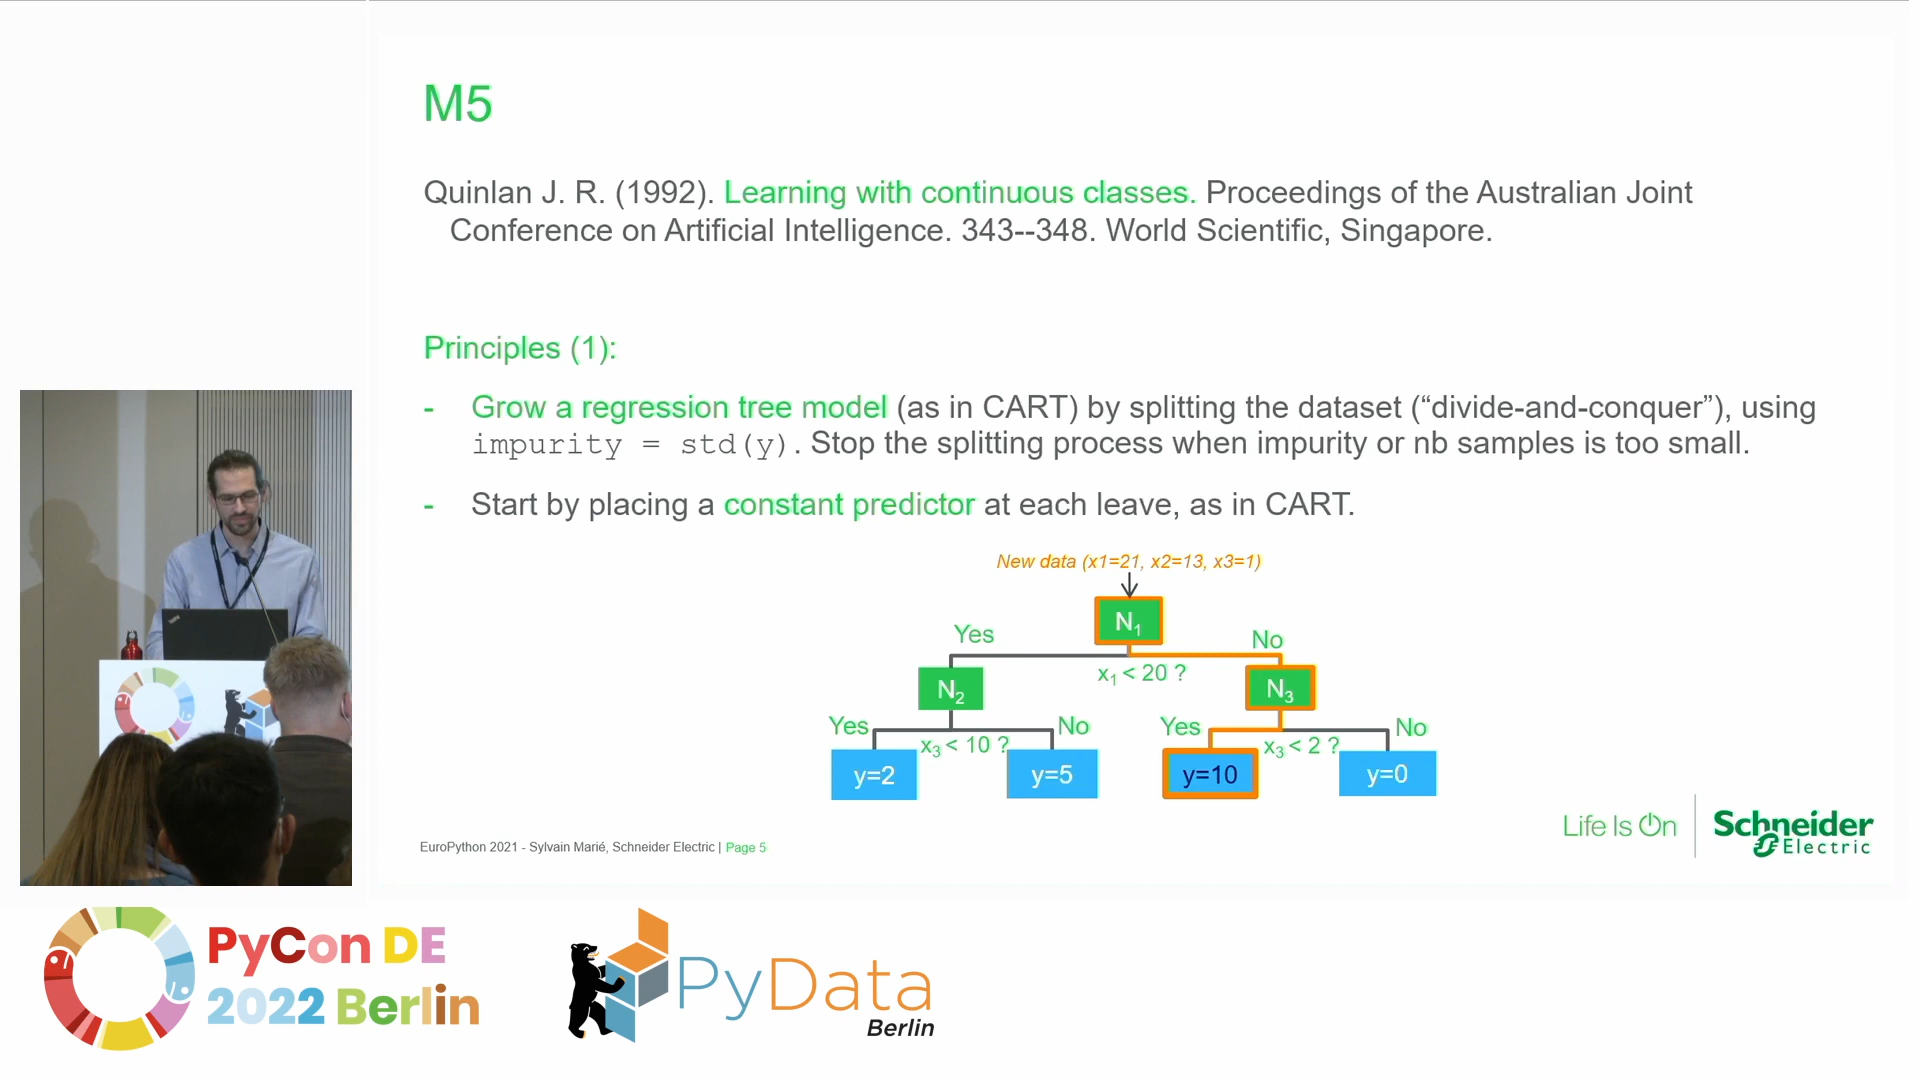 M5
Quinlan J. R. (1992). Learning with continuous classes. Proceedings of the Australian Joint
Conference on Artificial Intelligence. 343--348. World Scientific, Singapore.
Principles (1):
- Grow a regression tree model (as in CART) by splitting the dataset (“divide-and-conquer”), using
impurity = std(y). Stop the splitting process when impurity or nb samples is too small.
- Start by placing a constant predictor at each leave, as in CART.
New data (x1=21, x2=13, x3=1)
N1
Yes
No
x1 < 20 ?
N2
N3
Yes
No
Yes
No
x3 < 10 ?
x3 < 2 ?
y=2
y=5
y=10
y=0
EuroPython 2021 - Sylvain Marié, Schneider Electric | Page 5
Life Is On
Schneider
Electric
PyCon DE
2022 Berlin
PyData
Berlin